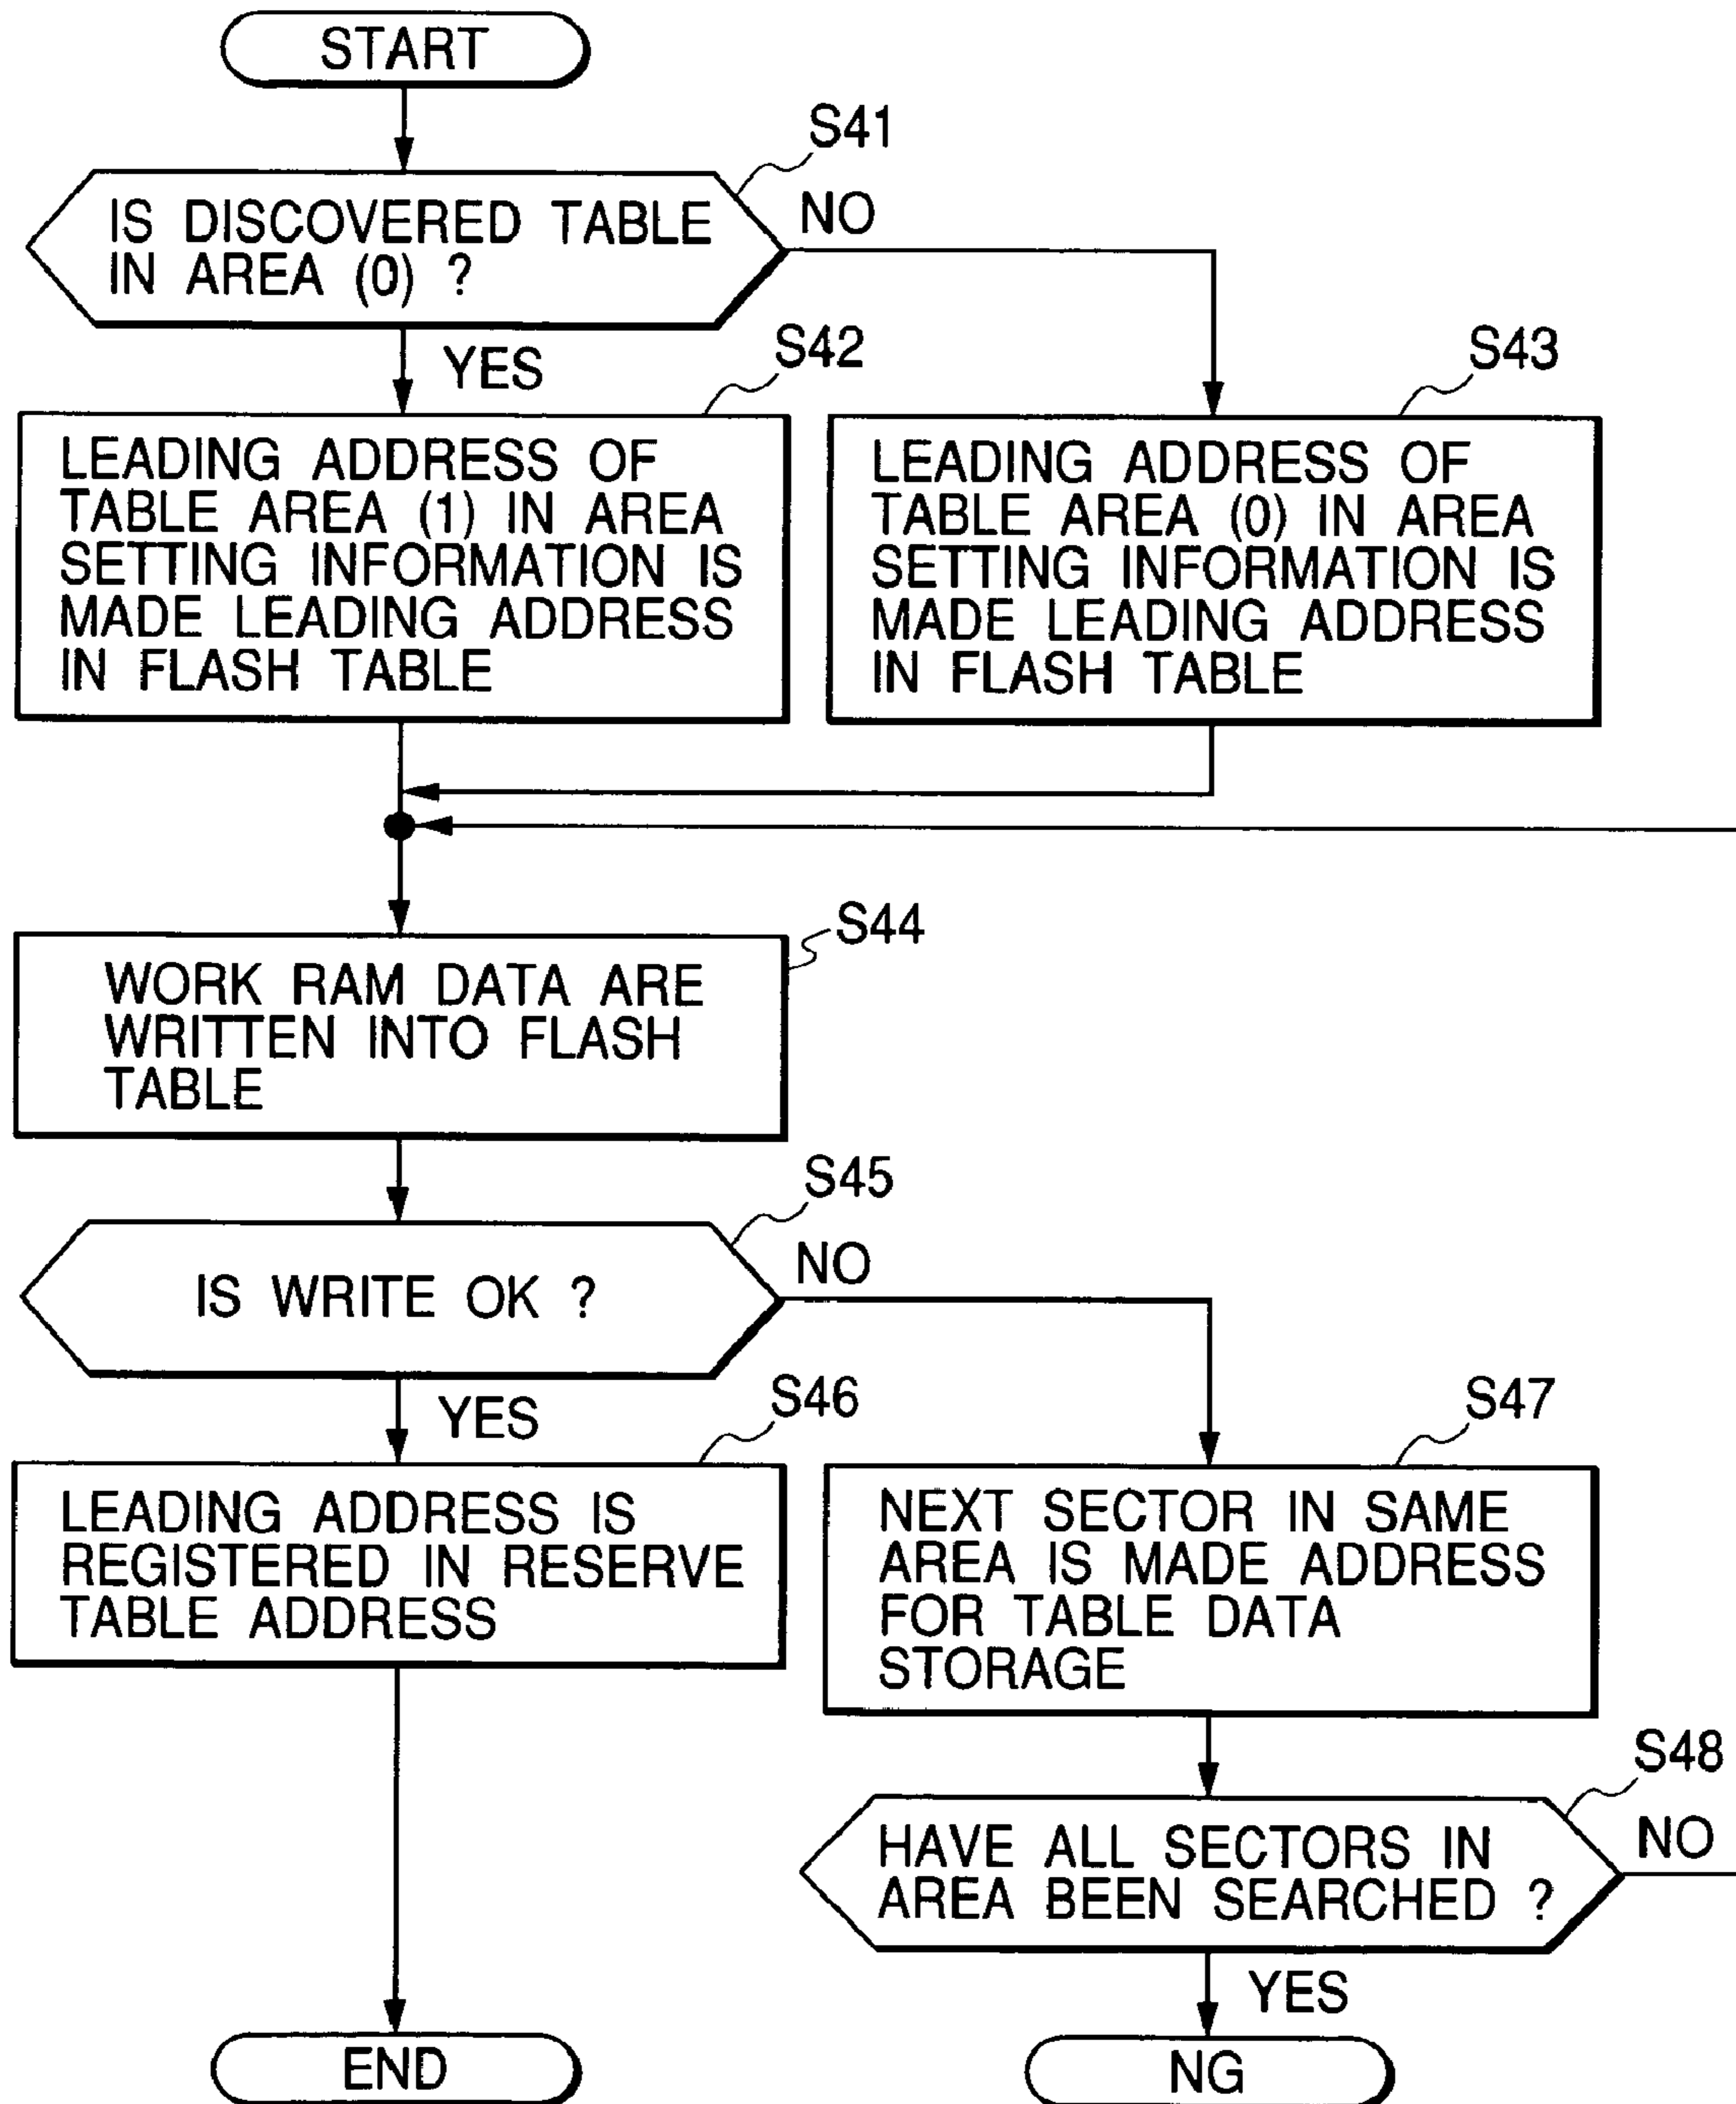 START
S41
IS DISCOVERED TABLE
IN AREA (0) ?
NO
YES
S42
LEADING ADDRESS OF
TABLE AREA (1) IN AREA
SETTING INFORMATION IS
MADE LEADING ADDRESS
IN FLASH TABLE
S43
LEADING ADDRESS OF
TABLE AREA (0) IN AREA
SETTING INFORMATION IS
MADE LEADING ADDRESS
IN FLASH TABLE
S44
WORK RAM DATA ARE
WRITTEN INTO FLASH
TABLE
S45
IS WRITE OK ?
NO
YES
S46
LEADING ADDRESS IS
REGISTERED IN RESERVE
TABLE ADDRESS
S47
NEXT SECTOR IN SAME
AREA IS MADE ADDRESS
FOR TABLE DATA
STORAGE
S48
HAVE ALL SECTORS IN
AREA BEEN SEARCHED ?
NO
YES
END
NG